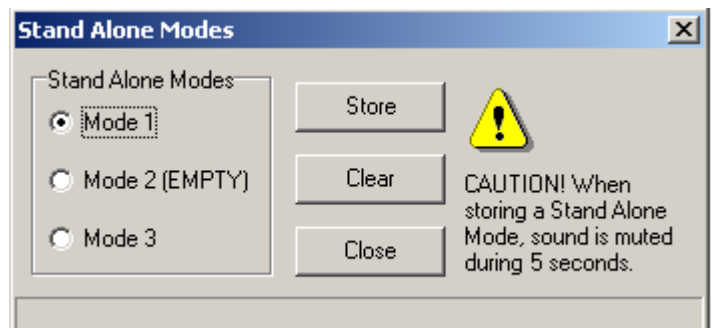 Stand Alone Modes
Stand Alone Modes
Mode 1
Mode 2 (EMPTY)
Mode 3
Store
Clear
Close
CAUTION! When
storing a Stand Alone
Mode, sound is muted
during 5 seconds.